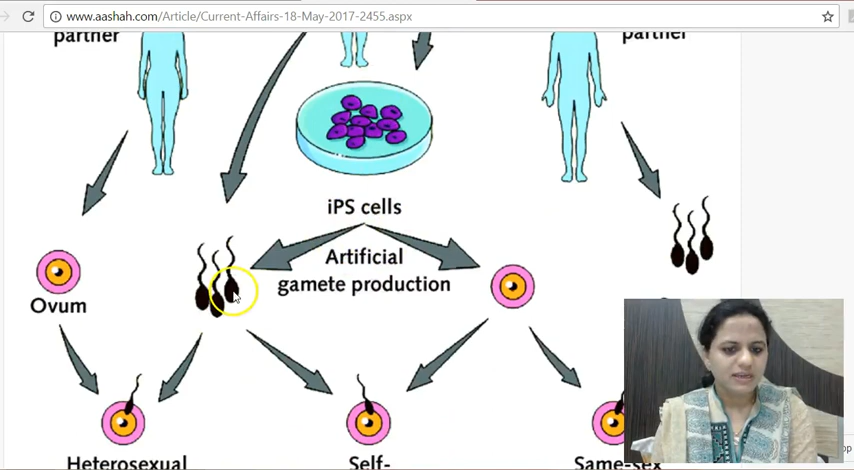 www.aashah.com/Article/Current-Affairs-18-May-2017-2455.aspx
partner
partner
iPS cells
Artificial
gamete production
Ovum
Heterosexual
Self-
Same-sex
op